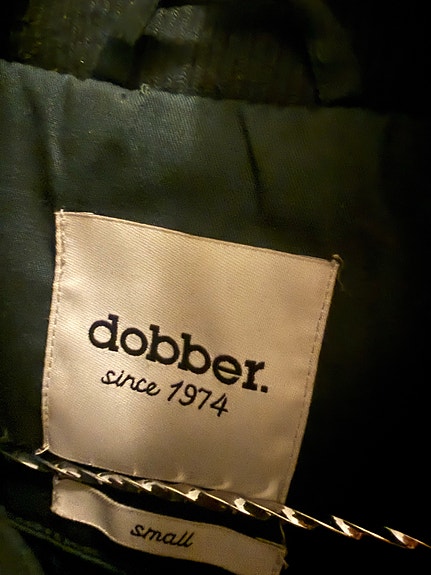 dobber.
since 1974
small